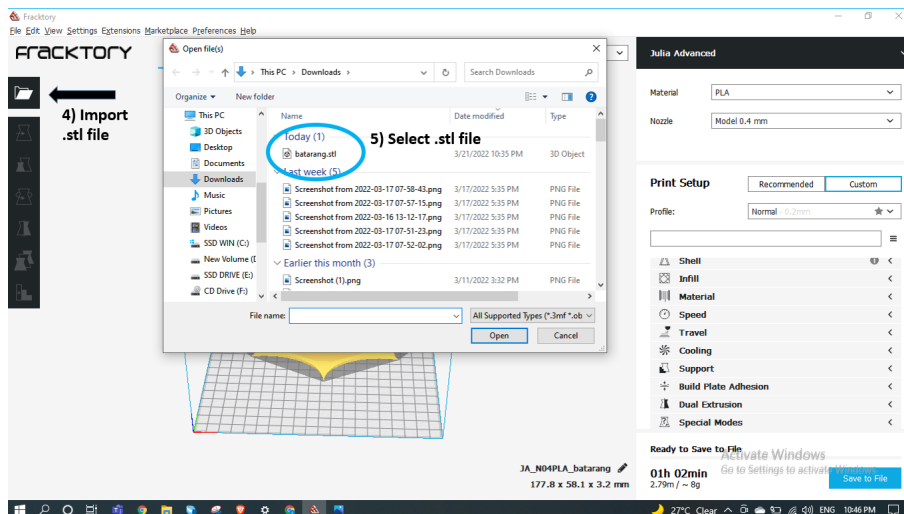 Fracktory
File Edit View Settings Extensions Marketplace Preferences Help
Fracktory
4) Import
.stl file
Open file(s)
This PC > Downloads >
Search Downloads
Organize
New folder
This PC
3D Objects
Desktop
Documents
Downloads
Music
Pictures
Videos
SSD WIN (C:)
New Volume (D
SSD DRIVE (E:)
CD Drive (F:)
Name Date modified Type
Today (1)
5) Select .stl file
batarang.stl 3/21/2022 10:35 PM 3D Object
Last week (5)
Screenshot from 2022-03-17 07-58-43.png 3/17/2022 5:35 PM PNG File
Screenshot from 2022-03-17 07-57-15.png 3/17/2022 5:35 PM PNG File
Screenshot from 2022-03-16 13-12-17.png 3/17/2022 5:35 PM PNG File
Screenshot from 2022-03-17 07-51-23.png 3/17/2022 5:35 PM PNG File
Screenshot from 2022-03-17 07-52-02.png 3/17/2022 5:35 PM PNG File
Earlier this month (3)
Screenshot (1).png 3/11/2022 3:32 PM PNG File
File name:
All Supported Types (*.3mf *.ob
Open Cancel
Julia Advanced
Material PLA
Nozzle Model 0.4 mm
Print Setup Recommended Custom
Profile: Normal - 0.2mm
Shell
Infill
Material
Speed
Travel
Cooling
Support
Build Plate Adhesion
Dual Extrusion
Special Modes
Ready to Save to File
Activate Windows
Go to Settings to activate Windows.
01h 02min
2.79m / ~ 8g
Save to File
JA_N04PLA_batarang
177.8 x 58.1 x 3.2 mm
27°C Clear ENG 10:46 PM